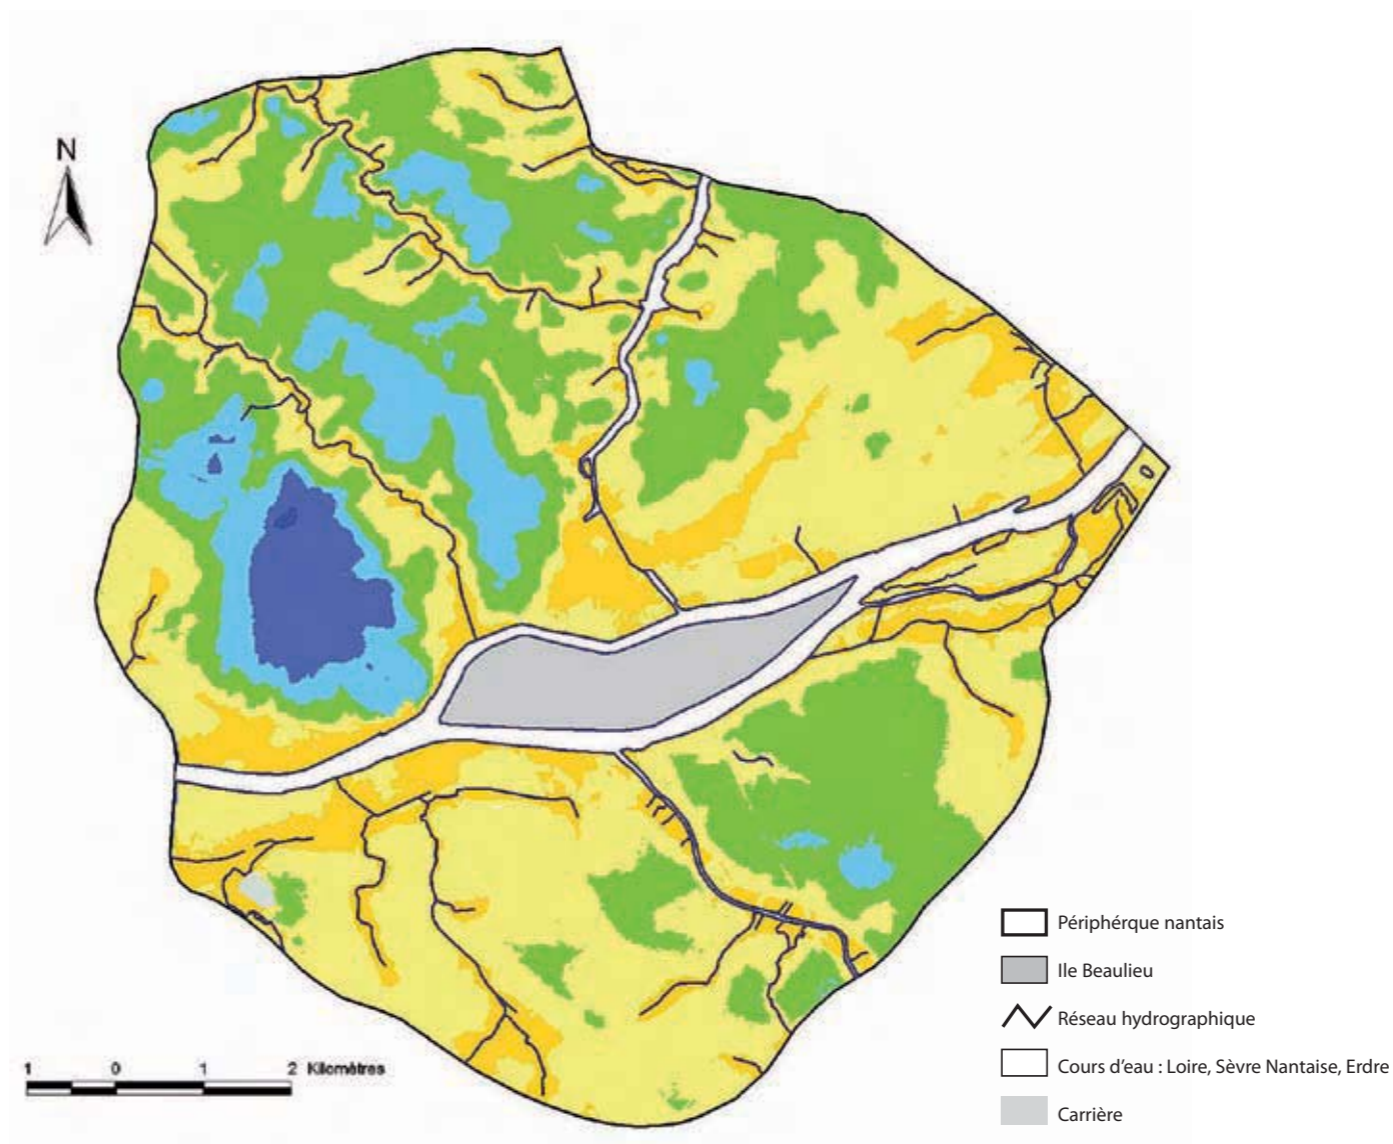 N
Périphérque nantais
Ile Beaulieu
Réseau hydrographique
Cours d'eau : Loire, Sèvre Nantaise, Erdre
Carrière
1 0 1 2 Kilomètres